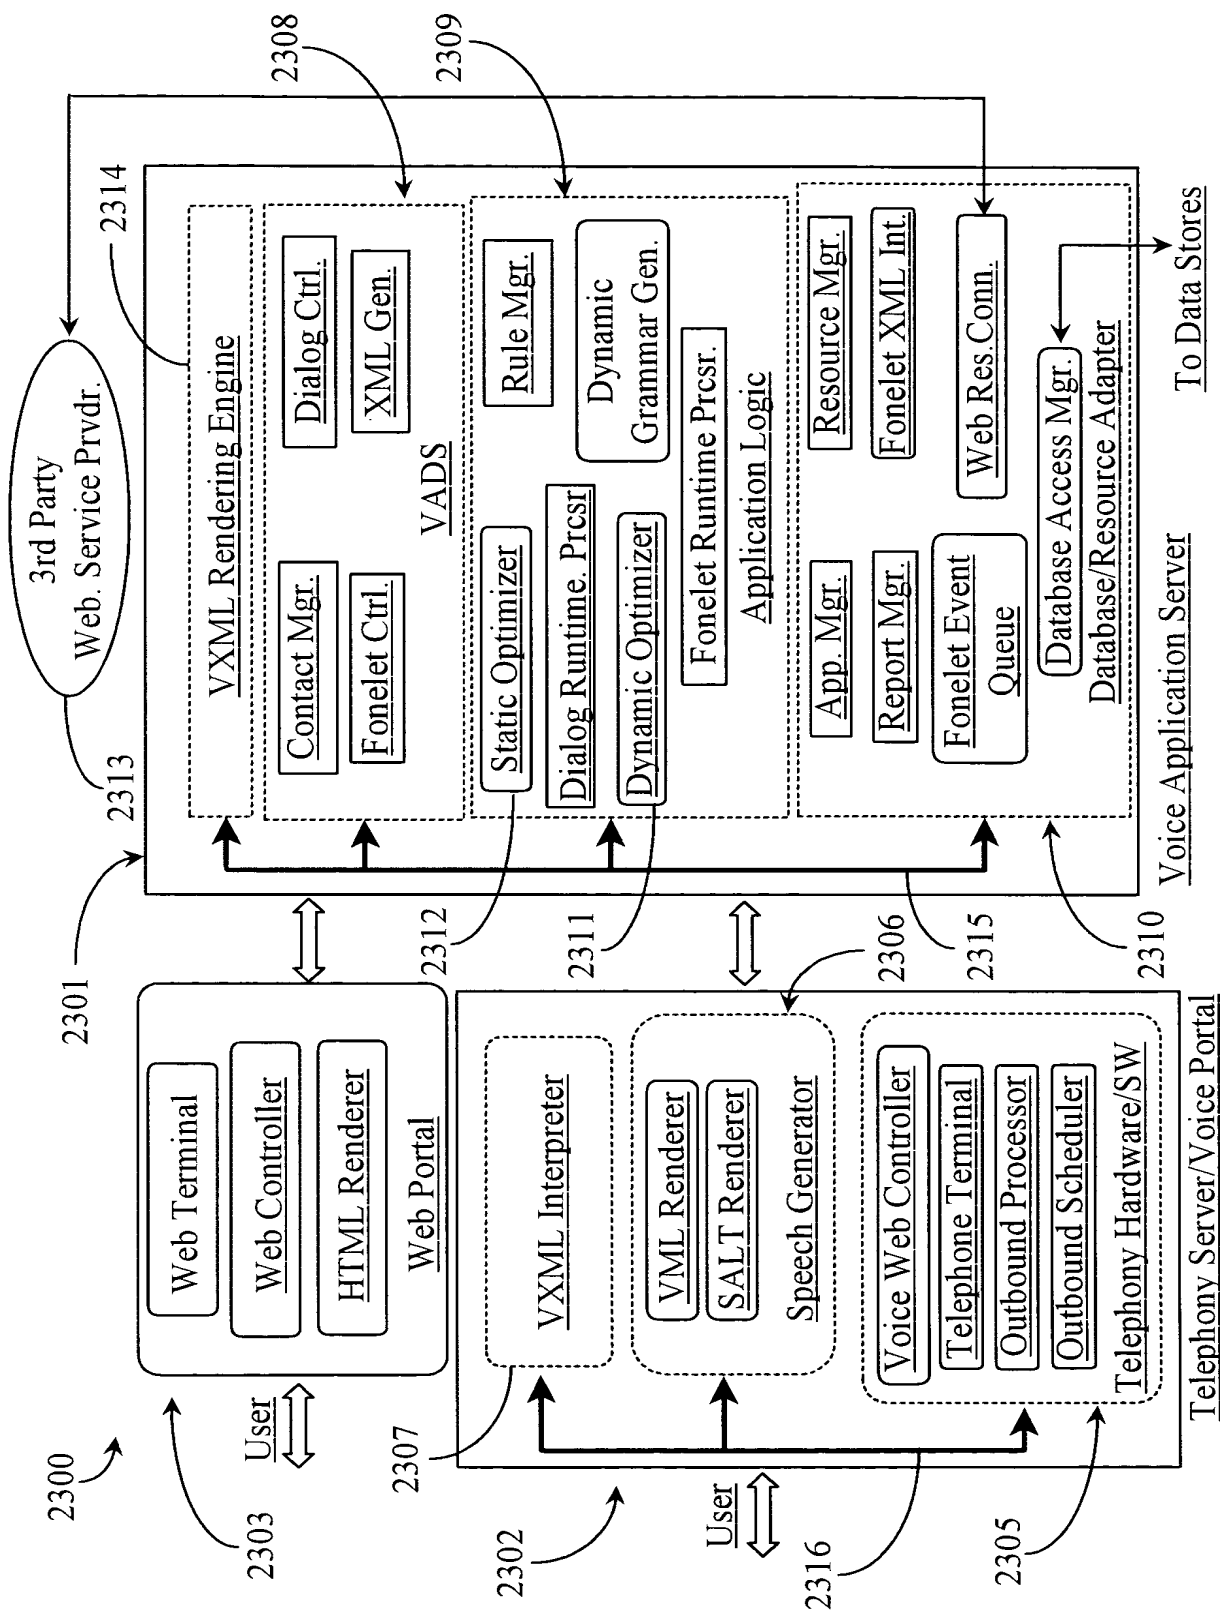 2300
2303
User
Web Terminal
Web Controller
HTML Renderer
Web Portal
2302
User
2307
VXML Interpreter
VML Renderer
SALT Renderer
Speech Generator
2306
Voice Web Controller
Telephone Terminal
Outbound Processor
Outbound Scheduler
Telephony Hardware/SW
2316
2305
Telephony Server/Voice Portal
2301
2313
3rd Party
Web. Service Prvdr.
2314
VXML Rendering Engine
2308
Contact Mgr.
Dialog Ctrl.
Fonelet Ctrl.
XML Gen.
VADS
2309
2312
Static Optimizer
Rule Mgr.
Dialog Runtime. Prcsr
Dynamic
Grammar Gen.
2311
Dynamic Optimizer
Fonelet Runtime Prcsr.
Application Logic
2315
App. Mgr.
Resource Mgr.
Report Mgr.
Fonelet XML Int.
Fonelet Event
Queue
Web Res.Conn.
Database Access Mgr.
Database/Resource Adapter
2310
Voice Application Server
To Data Stores